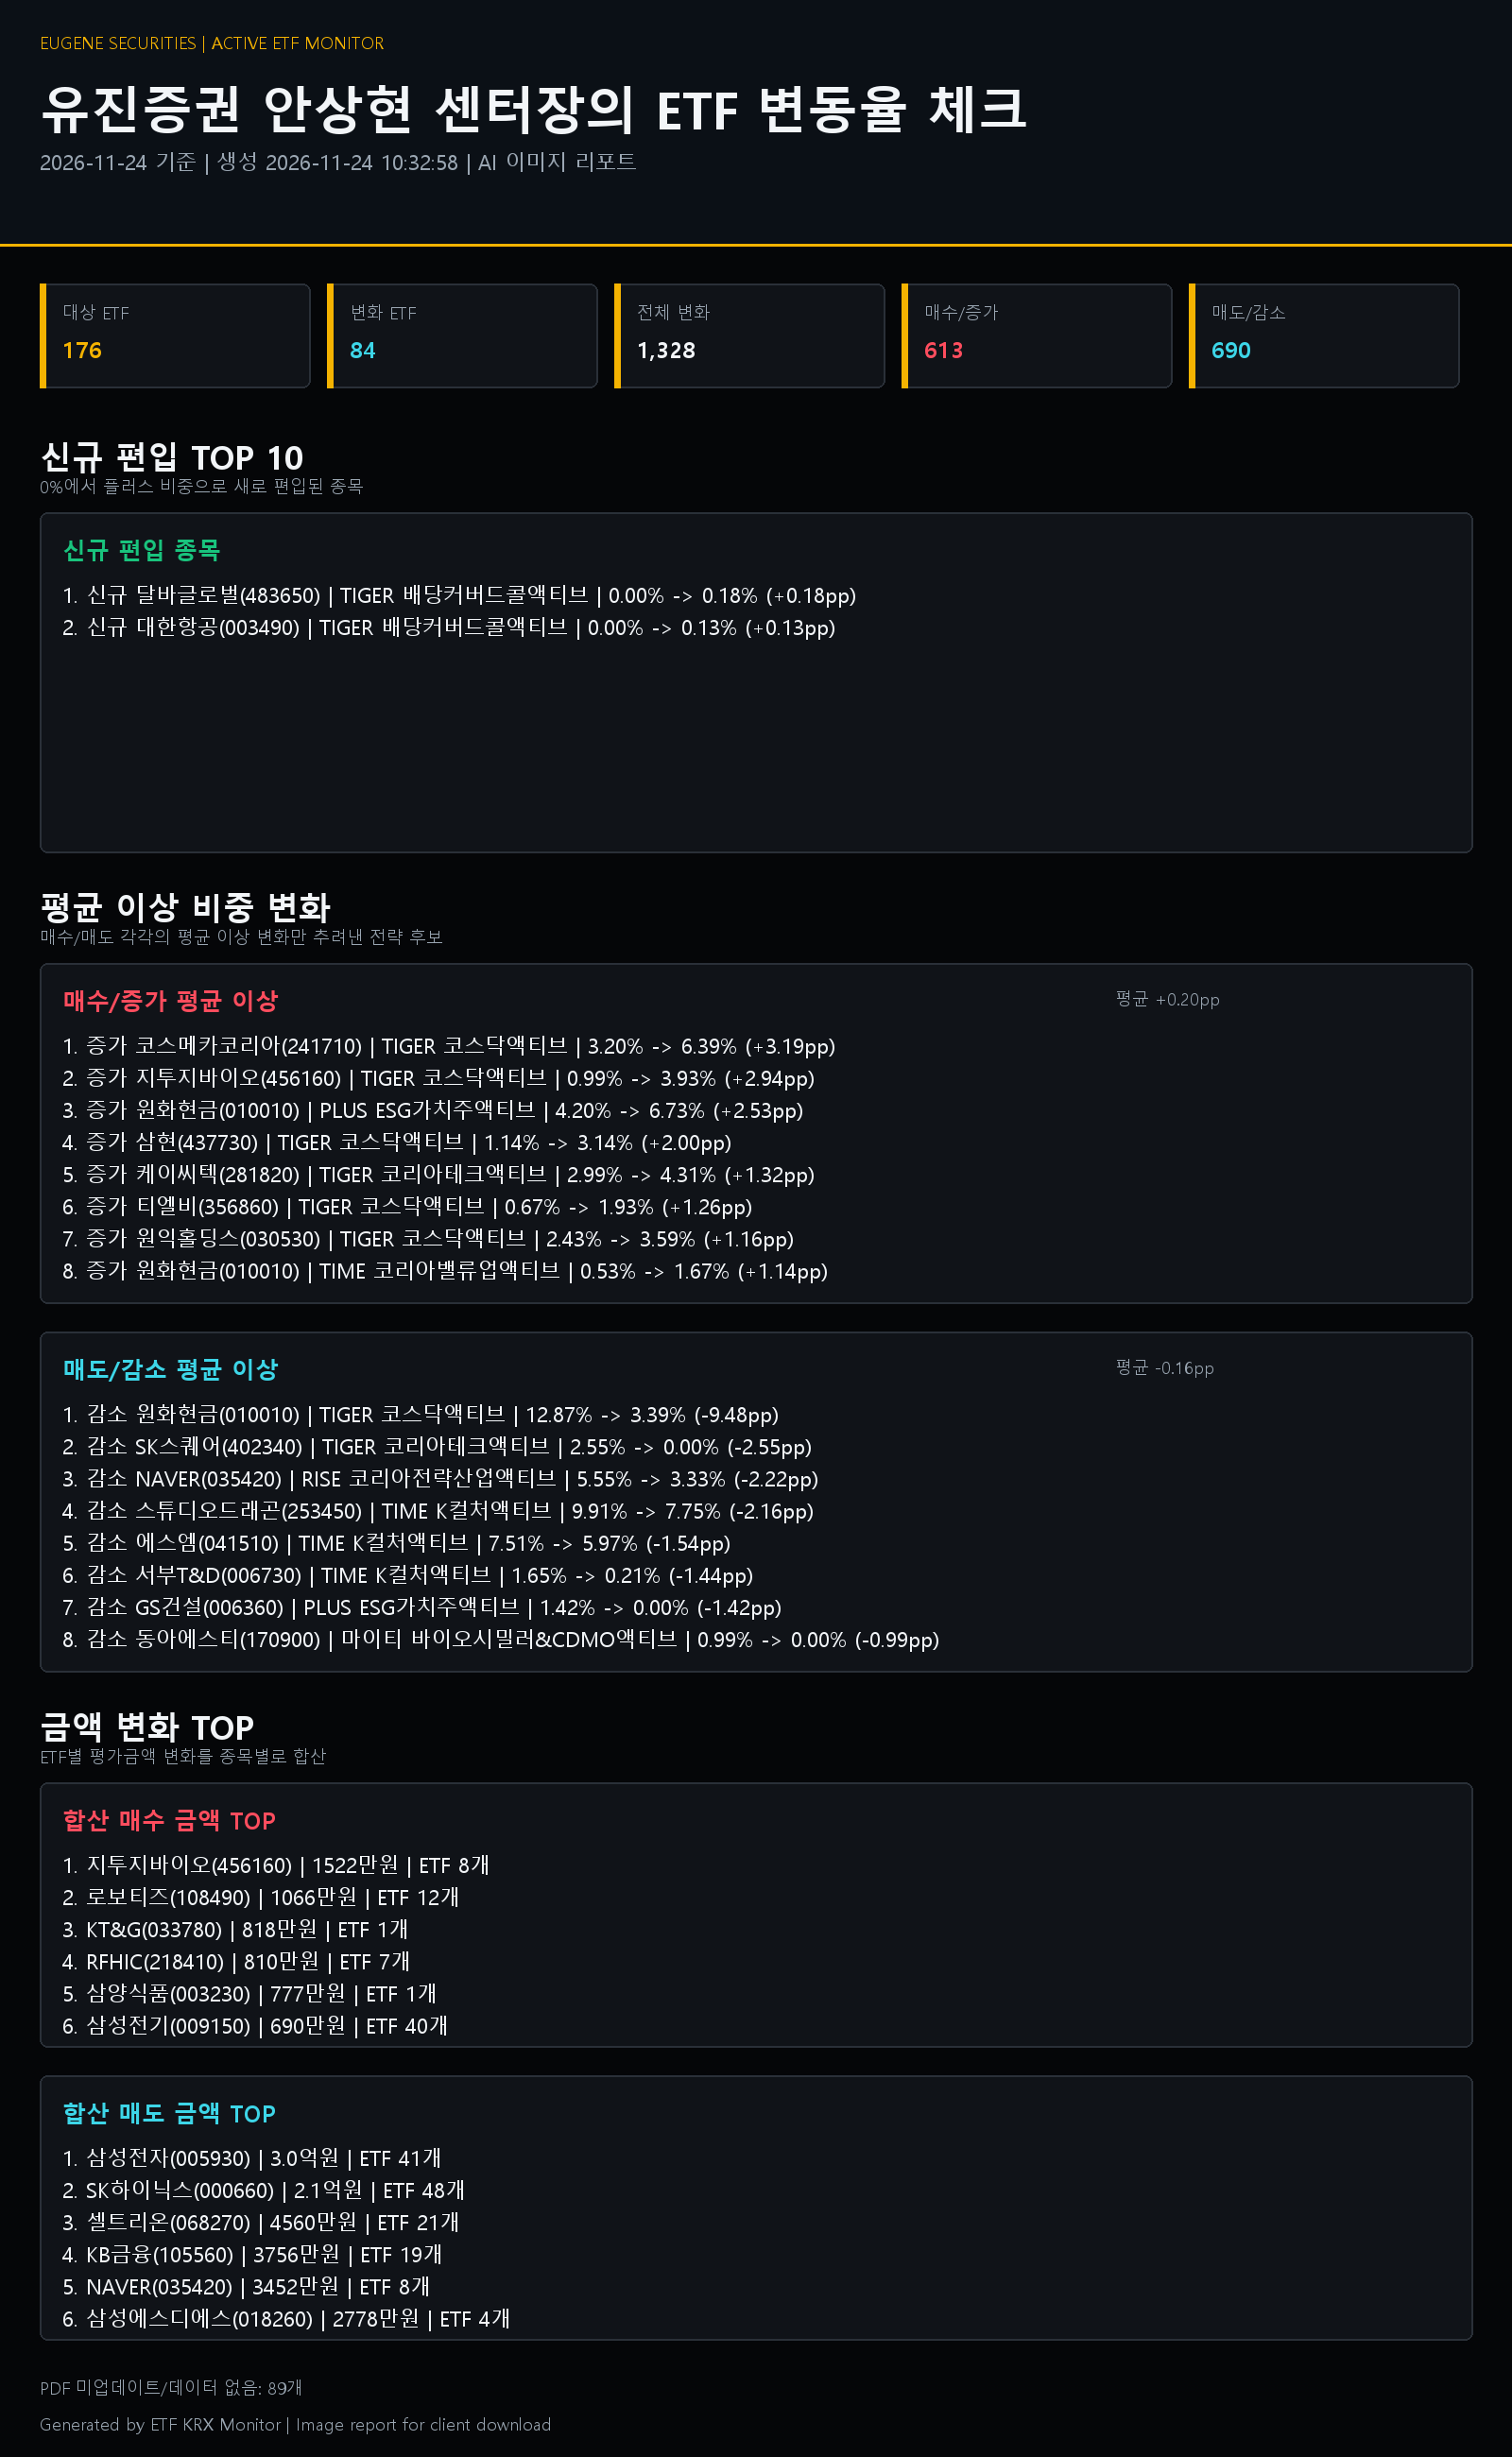 EUGENE SECURITIES | ACTIVE ETF MONITOR
유진증권 안상현 센터장의 ETF 변동율 체크
2026-11-24 기준 | 생성 2026-11-24 10:32:58 | AI 이미지 리포트
대상 ETF
176
변화 ETF
84
전체 변화
1,328
매수/증가
613
매도/감소
690
신규 편입 TOP 10
0%에서 플러스 비중으로 새로 편입된 종목
신규 편입 종목
1. 신규 달바글로벌(483650) | TIGER 배당커버드콜액티브 | 0.00% -> 0.18% (+0.18pp)
2. 신규 대한항공(003490) | TIGER 배당커버드콜액티브 | 0.00% -> 0.13% (+0.13pp)
평균 이상 비중 변화
매수/매도 각각의 평균 이상 변화만 추려낸 전략 후보
매수/증가 평균 이상
평균 +0.20pp
1. 증가 코스메카코리아(241710) | TIGER 코스닥액티브 | 3.20% -> 6.39% (+3.19pp)
2. 증가 지투지바이오(456160) | TIGER 코스닥액티브 | 0.99% -> 3.93% (+2.94pp)
3. 증가 원화현금(010010) | PLUS ESG가치주액티브 | 4.20% -> 6.73% (+2.53pp)
4. 증가 삼현(437730) | TIGER 코스닥액티브 | 1.14% -> 3.14% (+2.00pp)
5. 증가 케이씨텍(281820) | TIGER 코리아테크액티브 | 2.99% -> 4.31% (+1.32pp)
6. 증가 티엘비(356860) | TIGER 코스닥액티브 | 0.67% -> 1.93% (+1.26pp)
7. 증가 원익홀딩스(030530) | TIGER 코스닥액티브 | 2.43% -> 3.59% (+1.16pp)
8. 증가 원화현금(010010) | TIME 코리아밸류업액티브 | 0.53% -> 1.67% (+1.14pp)
매도/감소 평균 이상
평균 -0.16pp
1. 감소 원화현금(010010) | TIGER 코스닥액티브 | 12.87% -> 3.39% (-9.48pp)
2. 감소 SK스퀘어(402340) | TIGER 코리아테크액티브 | 2.55% -> 0.00% (-2.55pp)
3. 감소 NAVER(035420) | RISE 코리아전략산업액티브 | 5.55% -> 3.33% (-2.22pp)
4. 감소 스튜디오드래곤(253450) | TIME K컬처액티브 | 9.91% -> 7.75% (-2.16pp)
5. 감소 에스엠(041510) | TIME K컬처액티브 | 7.51% -> 5.97% (-1.54pp)
6. 감소 서부T&D(006730) | TIME K컬처액티브 | 1.65% -> 0.21% (-1.44pp)
7. 감소 GS건설(006360) | PLUS ESG가치주액티브 | 1.42% -> 0.00% (-1.42pp)
8. 감소 동아에스티(170900) | 마이티 바이오시밀러&CDMO액티브 | 0.99% -> 0.00% (-0.99pp)
금액 변화 TOP
ETF별 평가금액 변화를 종목별로 합산
합산 매수 금액 TOP
1. 지투지바이오(456160) | 1522만원 | ETF 8개
2. 로보티즈(108490) | 1066만원 | ETF 12개
3. KT&G(033780) | 818만원 | ETF 1개
4. RFHIC(218410) | 810만원 | ETF 7개
5. 삼양식품(003230) | 777만원 | ETF 1개
6. 삼성전기(009150) | 690만원 | ETF 40개
합산 매도 금액 TOP
1. 삼성전자(005930) | 3.0억원 | ETF 41개
2. SK하이닉스(000660) | 2.1억원 | ETF 48개
3. 셀트리온(068270) | 4560만원 | ETF 21개
4. KB금융(105560) | 3756만원 | ETF 19개
5. NAVER(035420) | 3452만원 | ETF 8개
6. 삼성에스디에스(018260) | 2778만원 | ETF 4개
PDF 미업데이트/데이터 없음: 89개
Generated by ETF KRX Monitor | Image report for client download